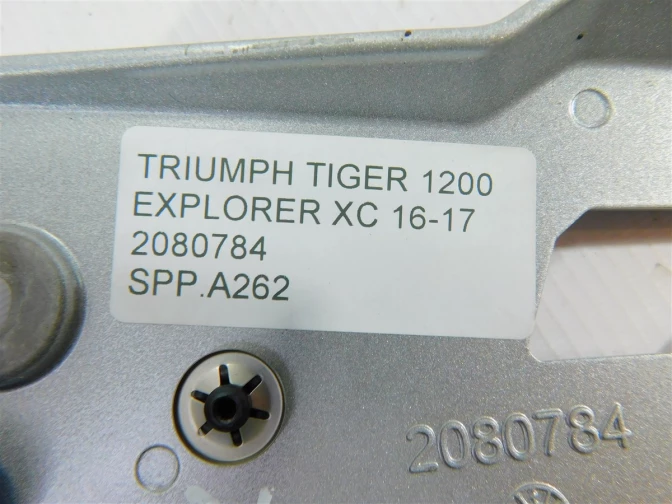 TRIUMPH TIGER 1200
EXPLORER XC 16-17
2080784
SPP.A262
2080784